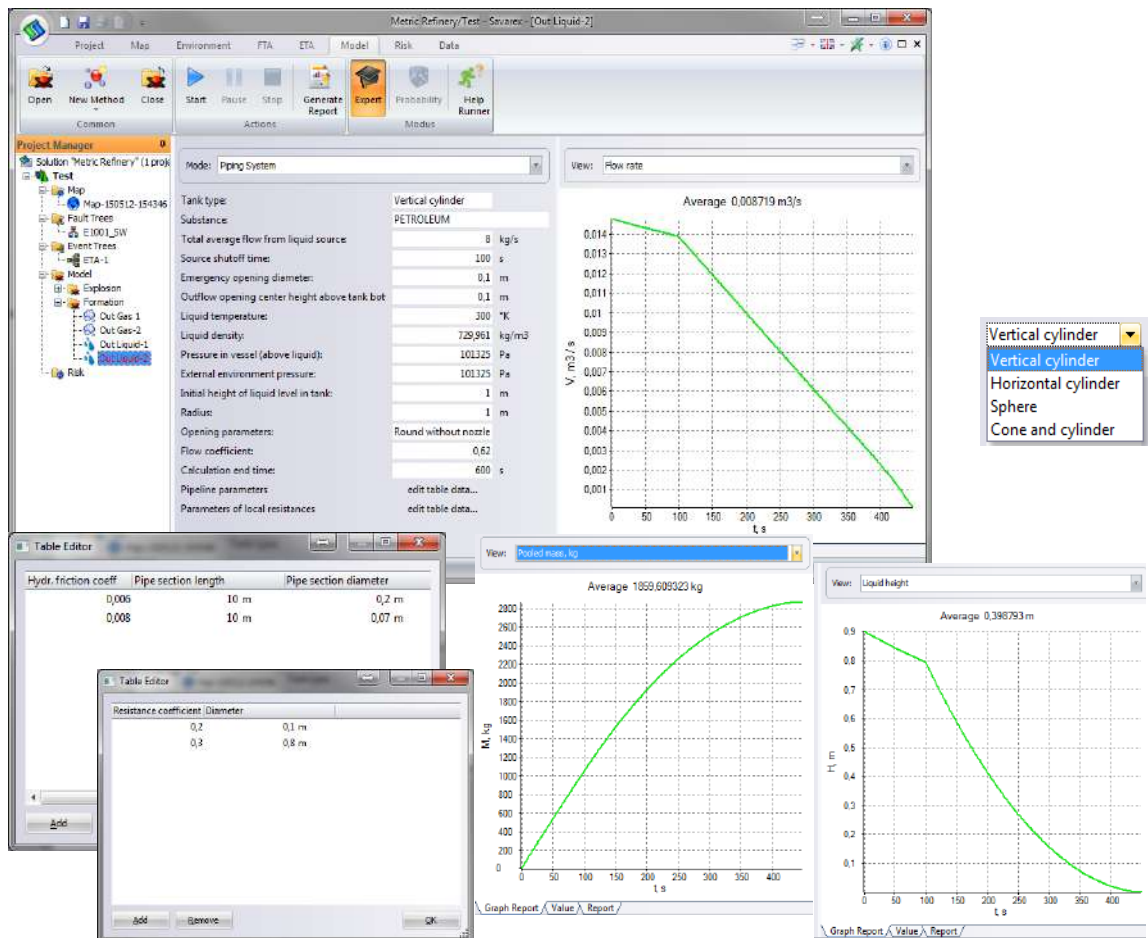 Metric Refinery/Test - Savarex - [Out Liquid-2]
Project Map Environment FTA ETA Model Risk Data
Open New Method Close Start Pause Stop Generate Report Expert Probability Help Runner
Common Actions Modus
Project Manager
Solution "Metric Refinery" (1 proj
Test
Map
Map-150512-154346
Fault Trees
E1001_SW
Event Trees
ETA-1
Model
Explosion
Formation
Out Gas 1
Out Gas-2
Out Liquid-1
Out Liquid-2
Risk
Mode: Piping System
Tank type: Vertical cylinder
Substance: PETROLEUM
Total average flow from liquid source: 8 kg/s
Source shutoff time: 100 s
Emergency opening diameter: 0,1 m
Outflow opening center height above tank bot 0,1 m
Liquid temperature: 300 °K
Liquid density: 729,961 kg/m3
Pressure in vessel (above liquid): 101325 Pa
External environment pressure: 101325 Pa
Initial height of liquid level in tank: 1 m
Radius: 1 m
Opening parameters: Round without nozzle
Flow coefficient: 0,62
Calculation end time: 600 s
Pipeline parameters edit table data...
Parameters of local resistances edit table data...
View: Flow rate
Average 0,008719 m3/s
0,014
0,013
0,012
0,011
0,01
0,009
0,008
0,007
0,006
0,005
0,004
0,003
0,002
0,001
V, m3/s
0 50 100 150 200 250 300 350 400
t, s
Vertical cylinder
Vertical cylinder
Horizontal cylinder
Sphere
Cone and cylinder
Table Editor
Hydr. friction coeff Pipe section length Pipe section diameter
0,006 10 m 0,2 m
0,008 10 m 0,07 m
Add
Table Editor
Resistance coefficient Diameter
0,2 0,1 m
0,3 0,8 m
Add Remove OK
View: Pooled mass, kg
Average 1859,609323 kg
2800
2600
2400
2200
2000
1800
1600
1400
1200
1000
800
600
400
200
0
M, kg
0 50 100 150 200 250 300 350 400
t, s
Graph Report Value Report
View: Liquid height
Average 0,398793 m
0,9
0,8
0,7
0,6
0,5
0,4
0,3
0,2
0,1
H, m
0 50 100 150 200 250 300 350 400
t, s
Graph Report Value Report